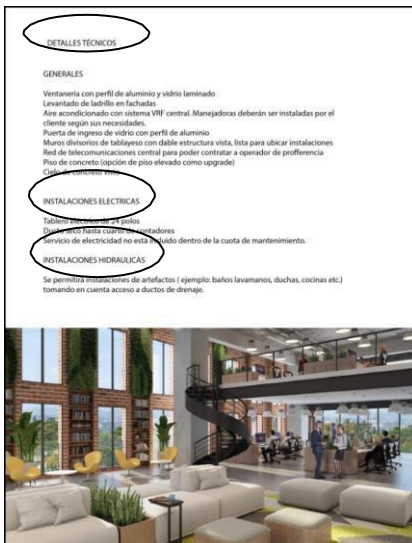 DETALLES TÉCNICOS
GENERALES
Ventanería con perfil de aluminio y vidrio laminado
Levantado de ladrillo en fachadas
Aire acondicionado con sistema VRF central. Manejadoras deberán ser instaladas por el
cliente según sus necesidades.
Puerta de ingreso de vidrio con perfil de aluminio
Muros divisorios de tablayeso con dable estructura vista, lista para ubicar instalaciones
Red de telecomunicaciones central para poder contratar a operador de profferencia
Piso de concreto (opción de piso elevado como upgrade)
Cielo de concreto visto
INSTALACIONES ELECTRICAS
Tablero eléctrico de 24 polos
Ducto seco hasta cuarto de contadores
Servicio de electricidad no está incluido dentro de la cuota de mantenimiento.
INSTALACIONES HIDRAULICAS
Se permitirá instalaciones de artefactos ( ejemplo: baños lavamanos, duchas, cocinas etc.)
tomando en cuenta acceso a ductos de drenaje.